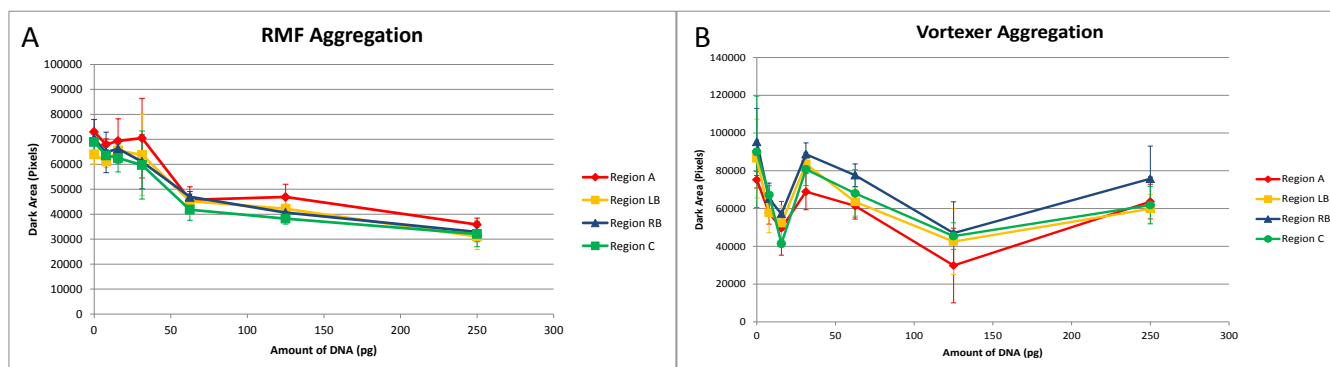 A
RMF Aggregation
Dark Area (Pixels)
100000
90000
80000
70000
60000
50000
40000
30000
20000
10000
0
0 50 100 150 200 250 300
Amount of DNA (pg)
Region A
Region LB
Region RB
Region C
B
Vortexer Aggregation
Dark Area (Pixels)
140000
120000
100000
80000
60000
40000
20000
0
0 50 100 150 200 250 300
Amount of DNA (pg)
Region A
Region LB
Region RB
Region C